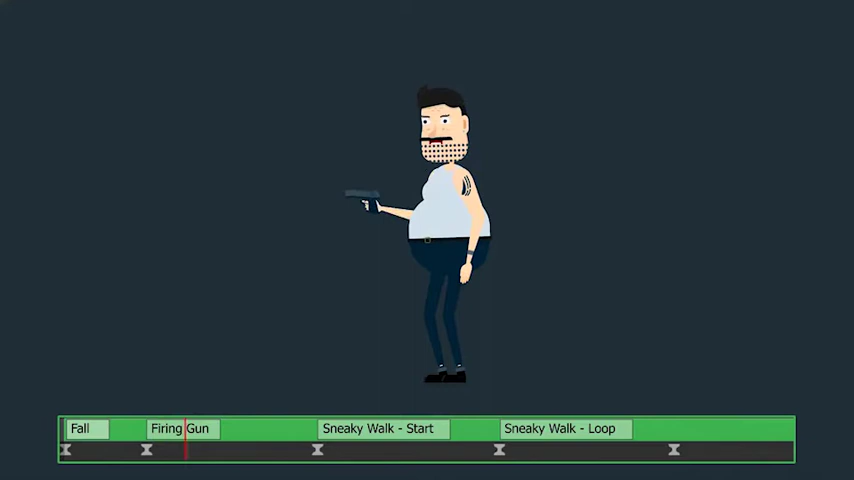 Fall
Firing Gun
Sneaky Walk - Start
Sneaky Walk - Loop